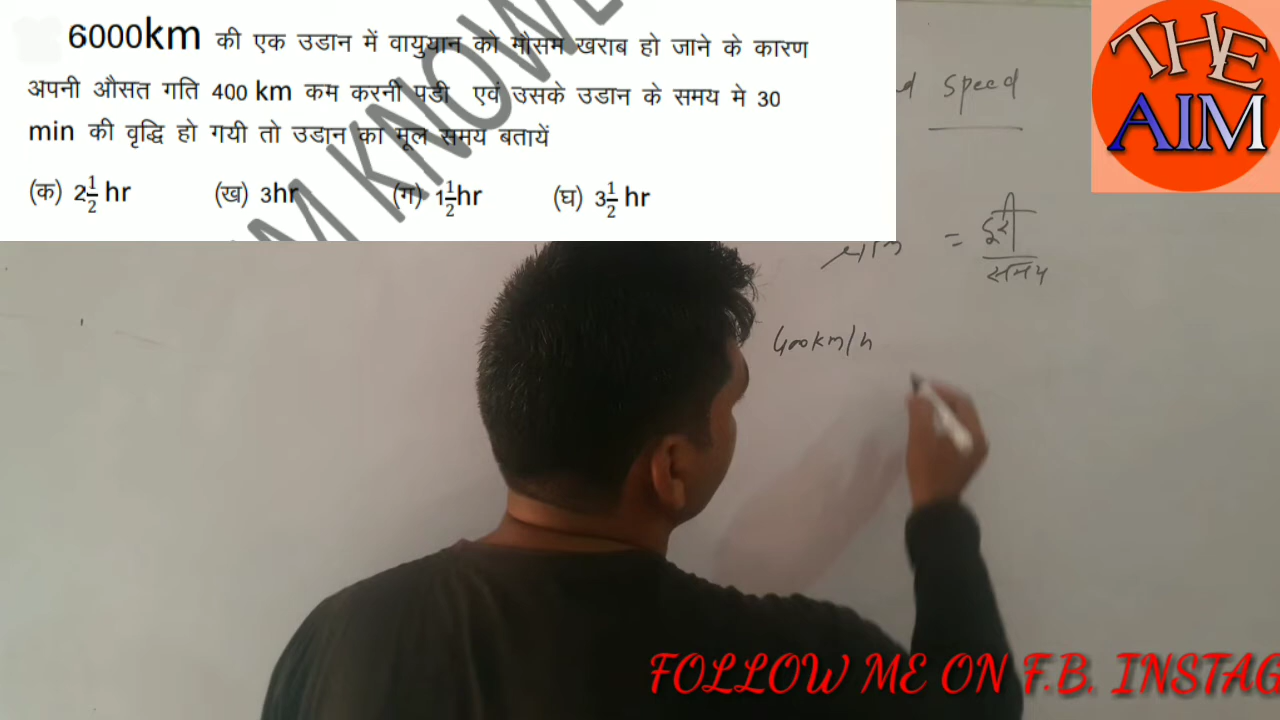 6000km की एक उडान में वायुयान को मौसम खराब हो जाने के कारण
अपनी औसत गति 400 km कम करनी पडी एवं उसके उडान के समय मे 30
min की वृद्धि हो गयी तो उडान का मूल समय बतायें
(क) 2½ hr (ख) 3hr (ग) 1½hr (घ) 3½ hr
THE
AIM
d Speed
= दूरी
समय
400km/h
FOLLOW ME ON F.B. INSTAG